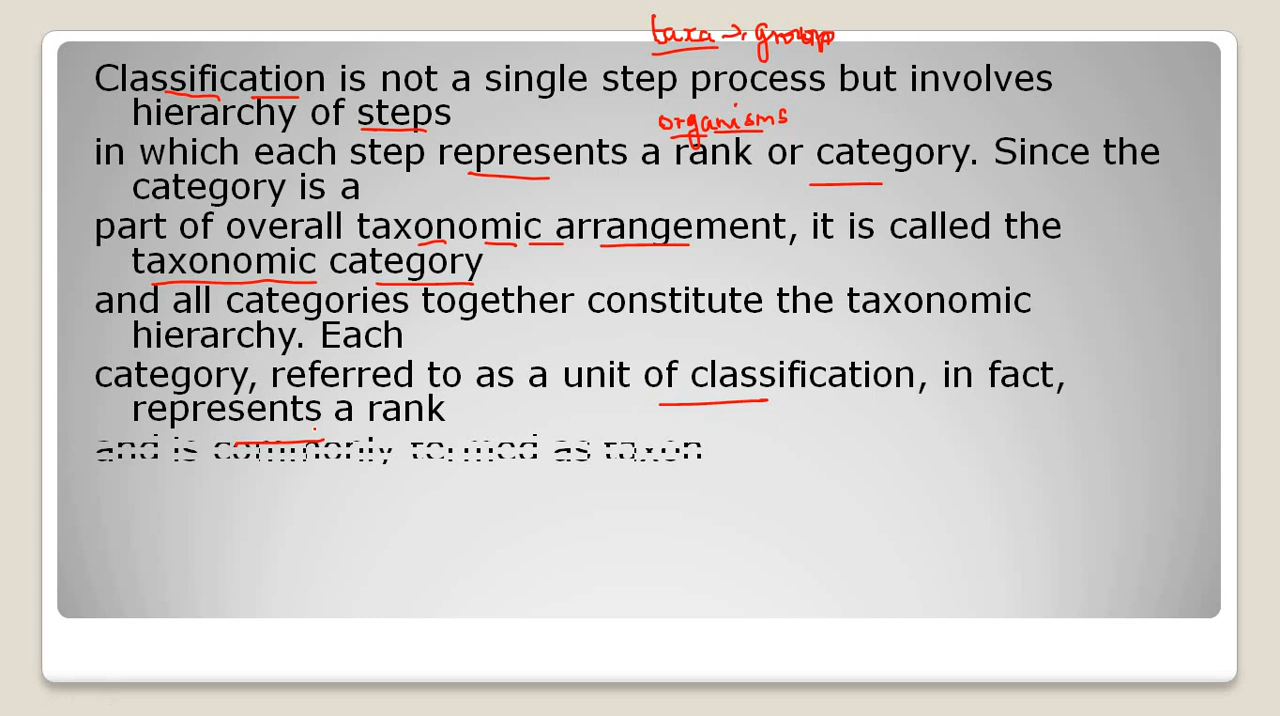 taxa → group
Classification is not a single step process but involves
hierarchy of steps
organisms
in which each step represents a rank or category. Since the
category is a
part of overall taxonomic arrangement, it is called the
taxonomic category
and all categories together constitute the taxonomic
hierarchy. Each
category, referred to as a unit of classification, in fact,
represents a rank
and is commonly termed as taxon